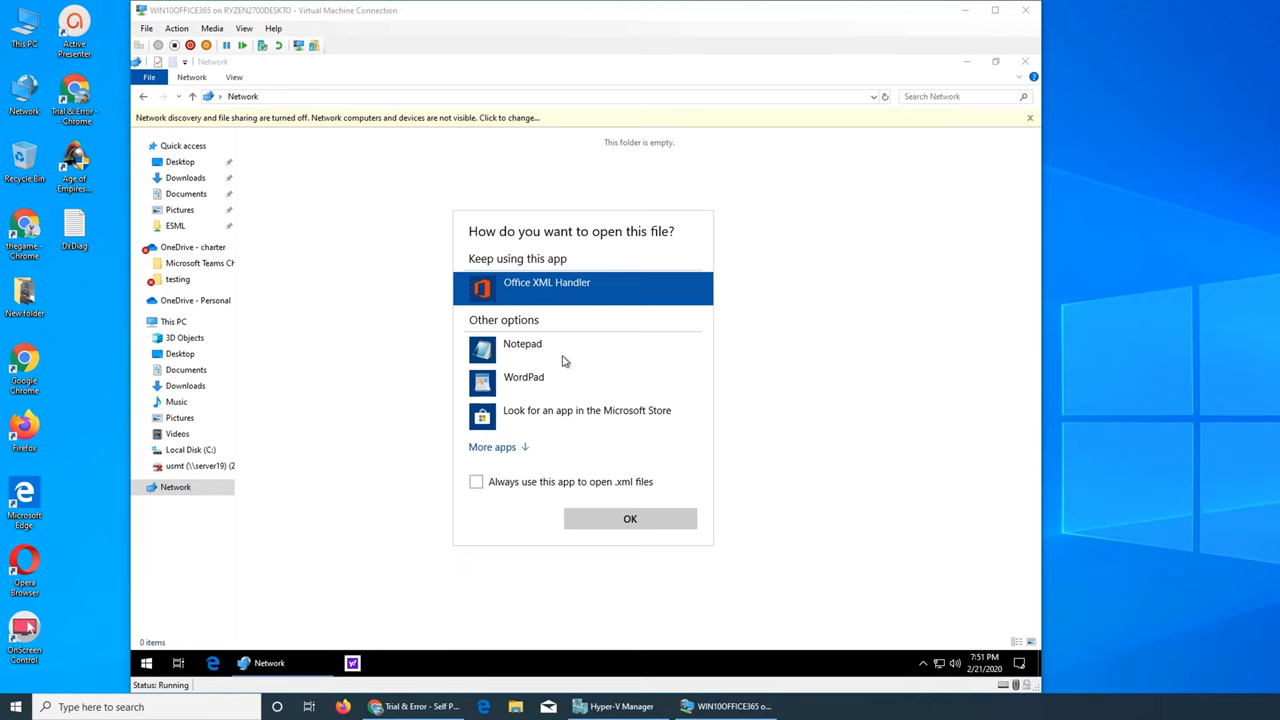 This PC
Active
Presenter
Network
Trial & Error -
- Chrome
Recycle Bin
Age of
Empires...
thegame -
Chrome
DxDiag
New folder
Google
Chrome
Firefox
Microsoft
Edge
Opera
Browser
OnScreen
Control
WIN10OFFICE365 on RYZEN2700DESKTO - Virtual Machine Connection
File Action Media View Help
Network
File Network View
Network
Search Network
Network discovery and file sharing are turned off. Network computers and devices are not visible. Click to change...
This folder is empty.
Quick access
Desktop
Downloads
Documents
Pictures
ESML
OneDrive - charter
Microsoft Teams Ch
testing
OneDrive - Personal
This PC
3D Objects
Desktop
Documents
Downloads
Music
Pictures
Videos
Local Disk (C:)
usmt (\\server19) (Z
Network
How do you want to open this file?
Keep using this app
Office XML Handler
Other options
Notepad
WordPad
Look for an app in the Microsoft Store
More apps
Always use this app to open .xml files
OK
0 items
Network
7:51 PM
2/21/2020
Status: Running
Type here to search
Trial & Error - Self P...
Hyper-V Manager
WIN10OFFICE365 o...